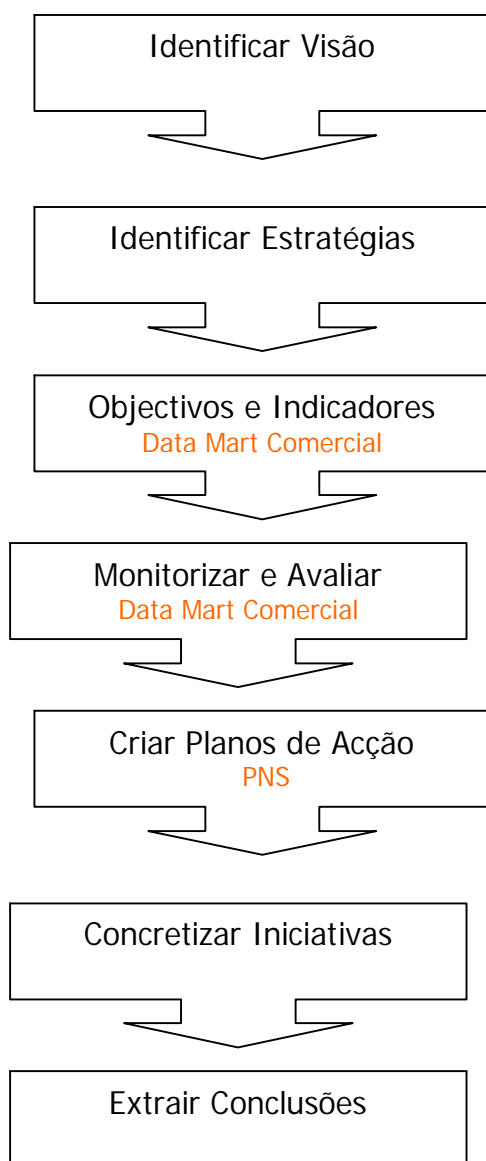 Identificar Visão
Identificar Estratégias
Objectivos e Indicadores
Data Mart Comercial
Monitorizar e Avaliar
Data Mart Comercial
Criar Planos de Acção
PNS
Concretizar Iniciativas
Extrair Conclusões